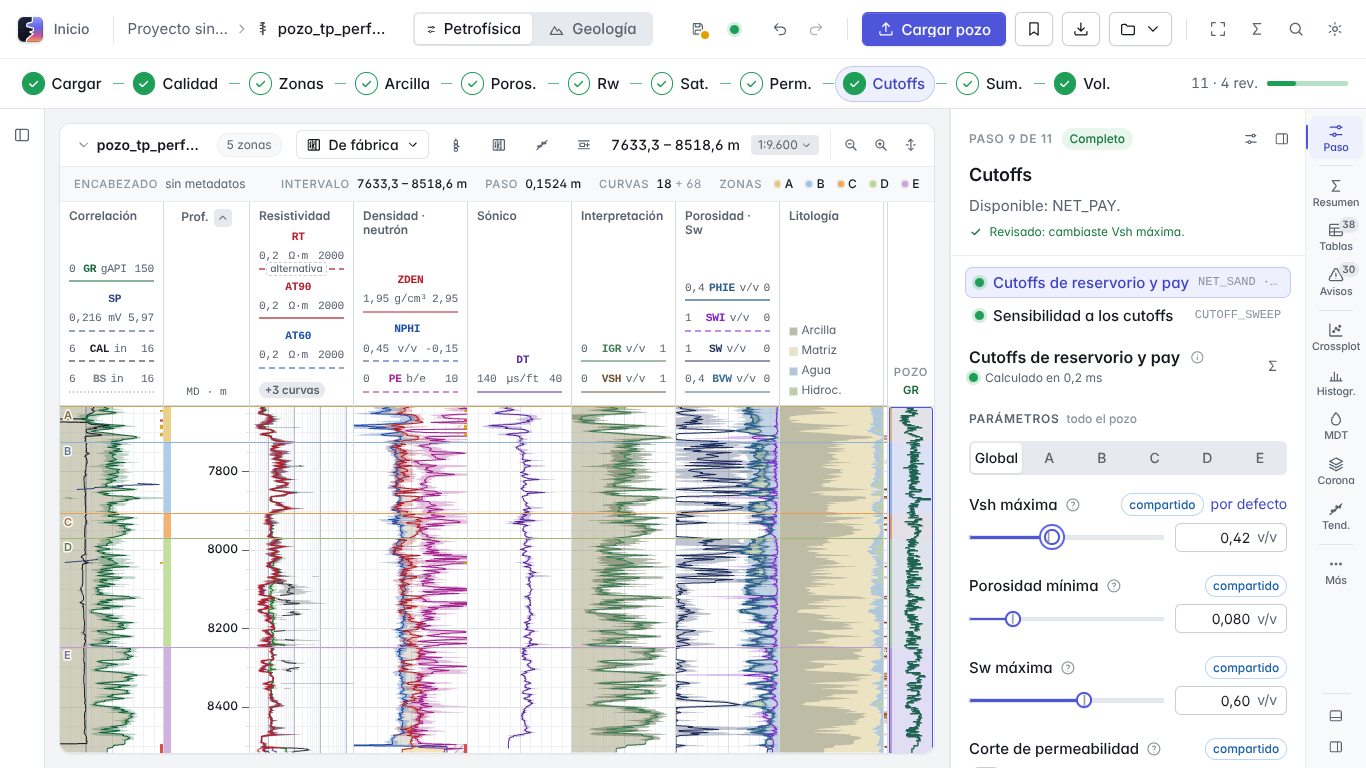 Inicio
Proyecto sin...
pozo_tp_perf...
Petrofísica
Geología
Cargar pozo
Cargar
Calidad
Zonas
Arcilla
Poros.
Rw
Sat.
Perm.
Cutoffs
Sum.
Vol.
11 · 4 rev.
pozo_tp_perf...
5 zonas
De fábrica
7633,3 – 8518,6 m
1:9.600
ENCABEZADO sin metadatos
INTERVALO 7633,3 – 8518,6 m
PASO 0,1524 m
CURVAS 18 + 68
ZONAS A B C D E
Correlación
0 GR gAPI 150
SP
0,216 mV 5,97
6 CAL in 16
6 BS in 16
Prof.
MD · m
Resistividad
RT
0,2 Ω·m 2000
alternativa
AT90
0,2 Ω·m 2000
AT60
0,2 Ω·m 2000
+3 curvas
Densidad ·
neutrón
ZDEN
1,95 g/cm³ 2,95
NPHI
0,45 v/v -0,15
0 PE b/e 10
Sónico
DT
140 µs/ft 40
Interpretación
0 IGR v/v 1
0 VSH v/v 1
Porosidad ·
Sw
0,4 PHIE v/v 0
1 SWI v/v 0
1 SW v/v 0
0,4 BVW v/v 0
Litología
Arcilla
Matriz
Agua
Hidroc.
POZO
GR
A
B
C
D
E
7800
8000
8200
8400
PASO 9 DE 11
Completo
Cutoffs
Disponible: NET_PAY.
Revisado: cambiaste Vsh máxima.
Cutoffs de reservorio y pay NET_SAND ·…
Sensibilidad a los cutoffs CUTOFF_SWEEP
Cutoffs de reservorio y pay
Calculado en 0,2 ms
PARÁMETROS todo el pozo
Global A B C D E
Vsh máxima compartido por defecto
0,42 v/v
Porosidad mínima compartido
0,080 v/v
Sw máxima compartido
0,60 v/v
Corte de permeabilidad compartido
Paso
Resumen
38
Tablas
30
Avisos
Crossplot
Histogr.
MDT
Corona
Tend.
Más